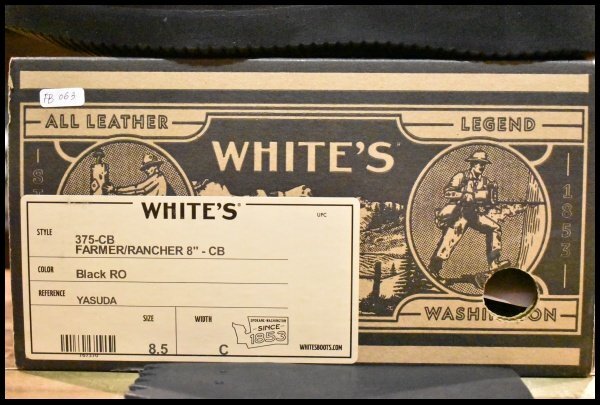 FB 063
ALL LEATHER
LEGEND
WHITE'S
1853
WASHINGTON
WHITE'S®
UPC
STYLE
375-CB
FARMER/RANCHER 8" - CB
COLOR
Black RO
REFERENCE
YASUDA
SIZE
8.5
WIDTH
C
SPOKANE·WASHINGTON
SINCE
1853
WHITESBOOTS.COM